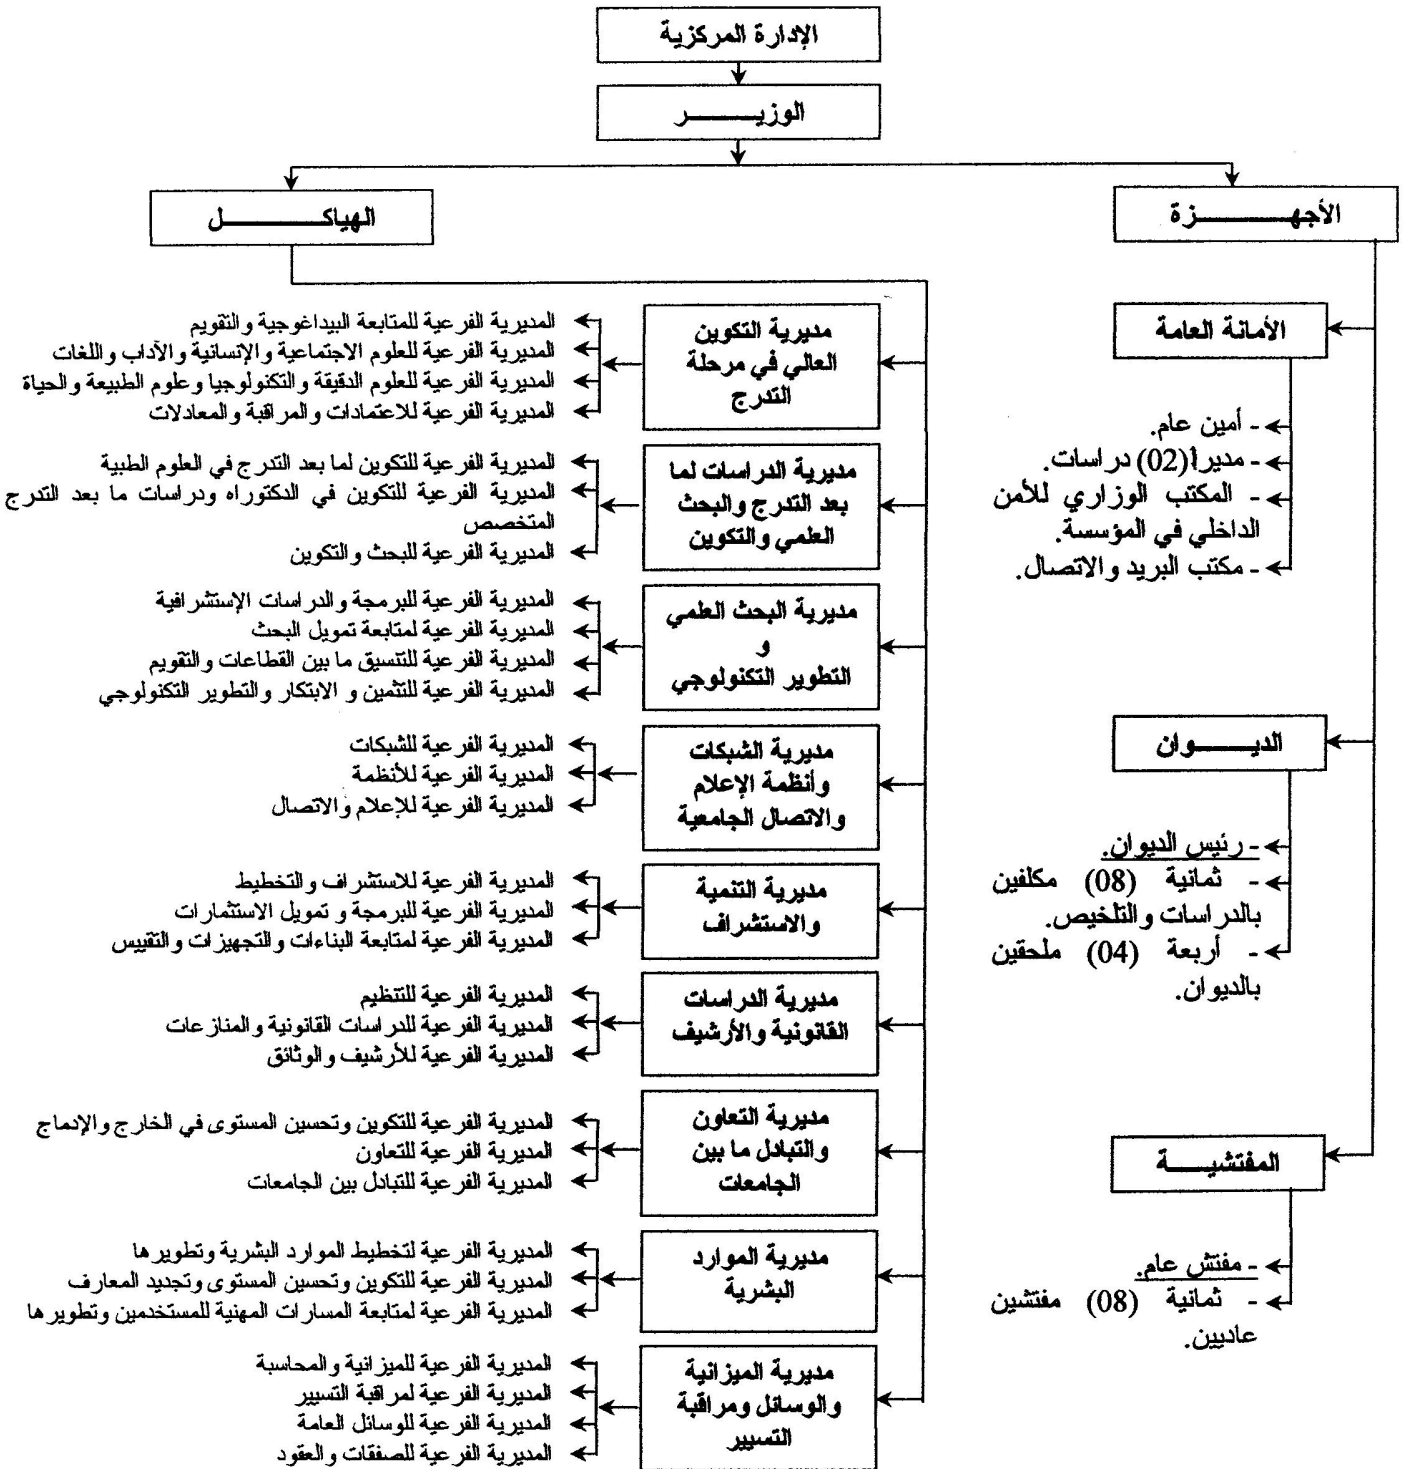 الإدارة المركزية
الوزيـــــــر
الأجهـــــــزة
الهياكـــــــــل
الأمانة العامة
- أمين عام.
- مديرا(02) دراسات.
- المكتب الوزاري للأمن
الداخلي في المؤسسة.
- مكتب البريد والاتصال.
الديـــــوان
- رئيس الديوان.
- ثمانية (08) مكلفين
بالدراسات والتلخيص.
- أربعة (04) ملحقين
بالديوان.
المفتشيـــــة
- مفتش عام.
- ثمانية (08) مفتشين
عاديين.
مديرية التكوين
العالي في مرحلة
التدرج
المديرية الفرعية للمتابعة البيداغوجية والتقويم
المديرية الفرعية للعلوم الاجتماعية والإنسانية والآداب واللغات
المديرية الفرعية للعلوم الدقيقة والتكنولوجيا وعلوم الطبيعة والحياة
المديرية الفرعية للاعتمادات والمراقبة والمعادلات
مديرية الدراسات لما
بعد التدرج والبحث
العلمي والتكوين
المديرية الفرعية للتكوين لما بعد التدرج في العلوم الطبية
المديرية الفرعية للتكوين في الدكتوراه ودراسات ما بعد التدرج
المتخصص
المديرية الفرعية للبحث والتكوين
مديرية البحث العلمي
و
التطوير التكنولوجي
المديرية الفرعية للبرمجة والدراسات الإستشرافية
المديرية الفرعية لمتابعة تمويل البحث
المديرية الفرعية للتنسيق ما بين القطاعات والتقويم
المديرية الفرعية للتثمين و الابتكار والتطوير التكنولوجي
مديرية الشبكات
وأنظمة الإعلام
والاتصال الجامعية
المديرية الفرعية للشبكات
المديرية الفرعية للأنظمة
المديرية الفرعية للإعلام والاتصال
مديرية التنمية
والاستشراف
المديرية الفرعية للاستشراف والتخطيط
المديرية الفرعية للبرمجة و تمويل الاستثمارات
المديرية الفرعية لمتابعة البناءات والتجهيزات والتقييس
مديرية الدراسات
القانونية والأرشيف
المديرية الفرعية للتنظيم
المديرية الفرعية للدراسات القانونية والمنازعات
المديرية الفرعية للأرشيف والوثائق
مديرية التعاون
والتبادل ما بين
الجامعات
المديرية الفرعية للتكوين وتحسين المستوى في الخارج والإدماج
المديرية الفرعية للتعاون
المديرية الفرعية للتبادل بين الجامعات
مديرية الموارد
البشرية
المديرية الفرعية لتخطيط الموارد البشرية وتطويرها
المديرية الفرعية للتكوين وتحسين المستوى وتجديد المعارف
المديرية الفرعية لمتابعة المسارات المهنية للمستخدمين وتطويرها
مديرية الميزانية
والوسائل ومراقبة
التسيير
المديرية الفرعية للميزانية والمحاسبة
المديرية الفرعية لمراقبة التسيير
المديرية الفرعية للوسائل العامة
المديرية الفرعية للصفقات والعقود